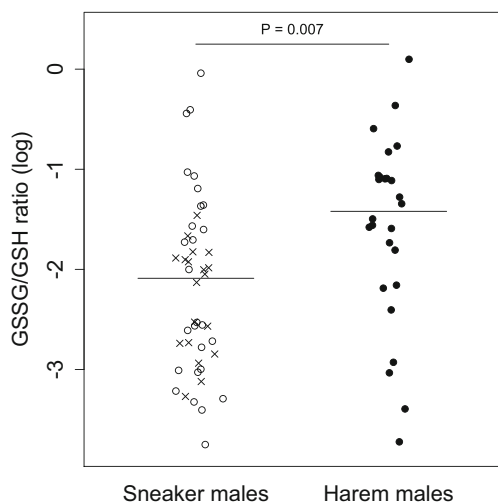 P = 0.007
GSSG/GSH ratio (log)
0
-1
-2
-3
Sneaker males
Harem males